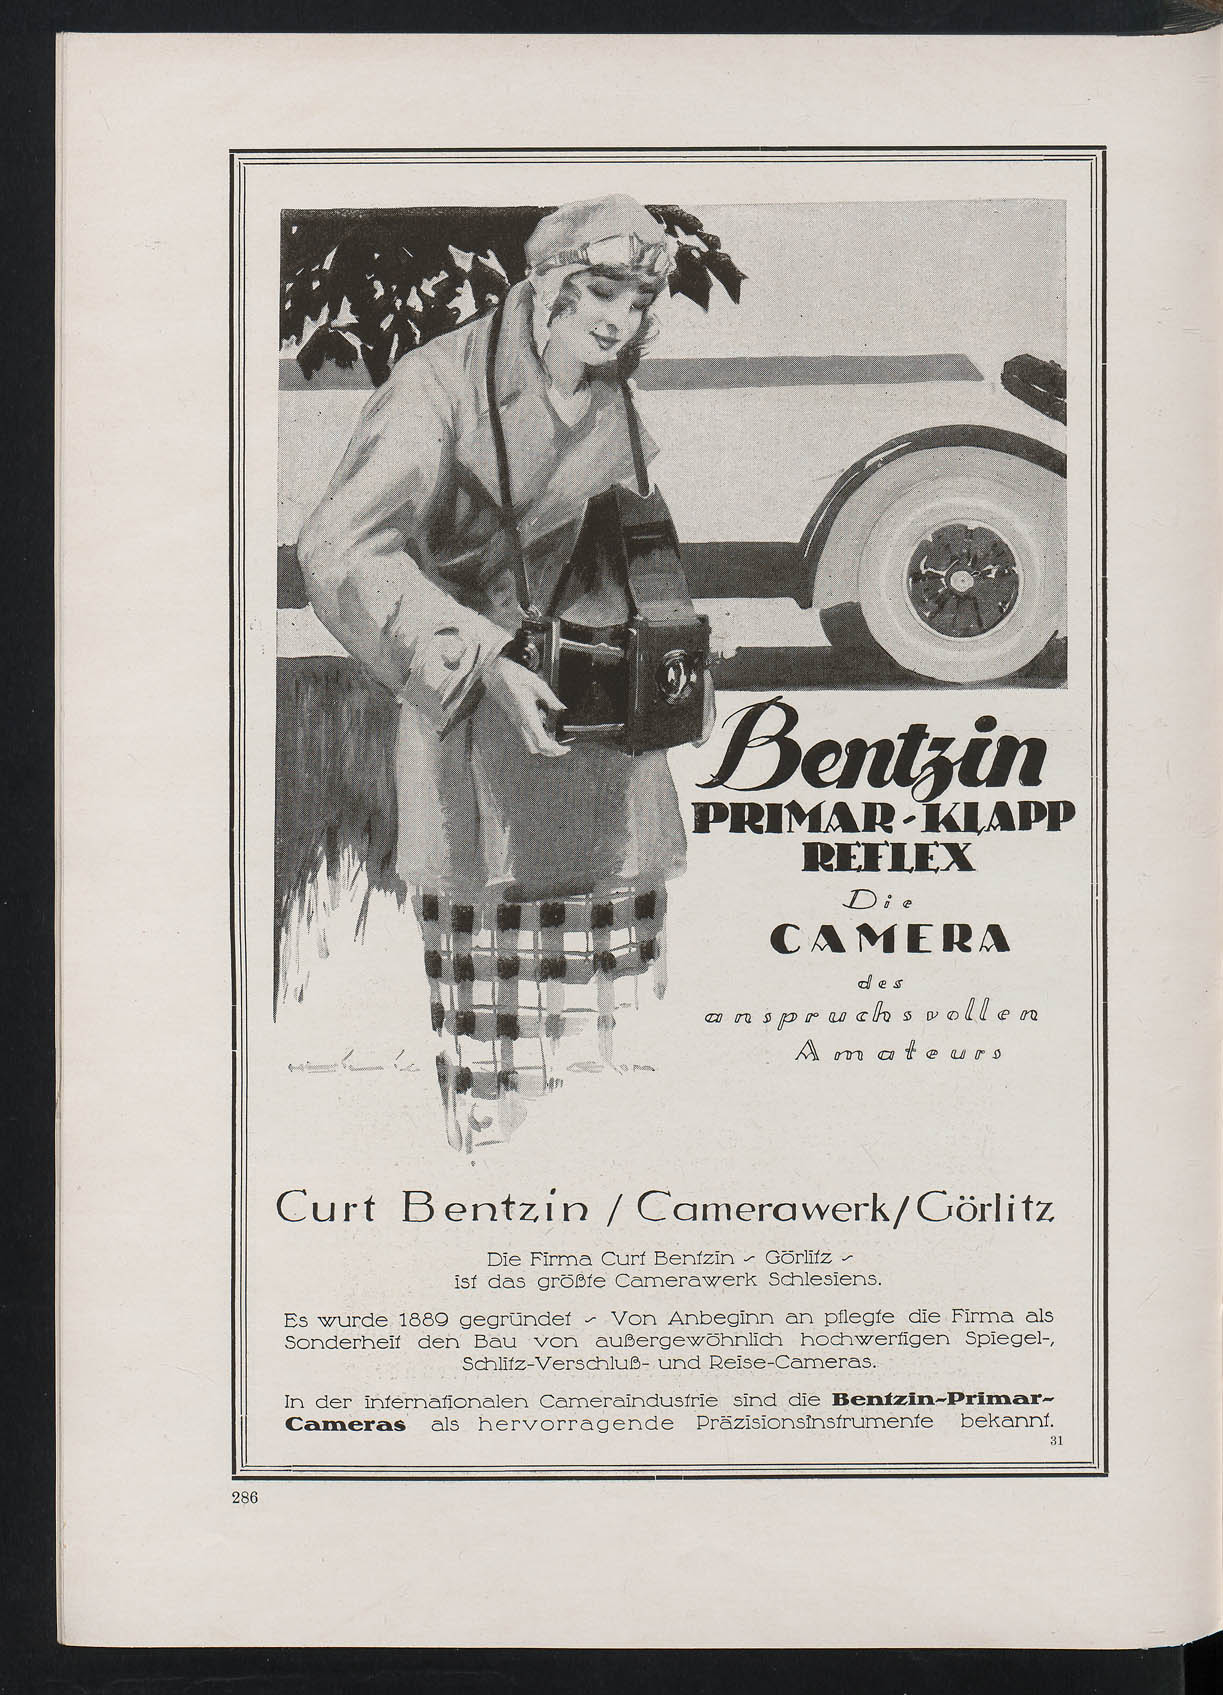 Bentzin
PRIMAR-KLAPP
REFLEX
Die
CAMERA
des
anspruchsvollen
Amateurs
Curt Bentzin / Camerawerk / Görlitz
Die Firma Curt Bentzin - Görlitz -
ist das größte Camerawerk Schlesiens.
Es wurde 1889 gegründet - Von Anbeginn an pflegte die Firma als
Sonderheit den Bau von außergewöhnlich hochwertigen Spiegel-,
Schlitz-Verschluß- und Reise-Cameras.
In der internationalen Cameraindustrie sind die Bentzin-Primar-
Cameras als hervorragende Präzisionsinstrumente bekannt.
31
286